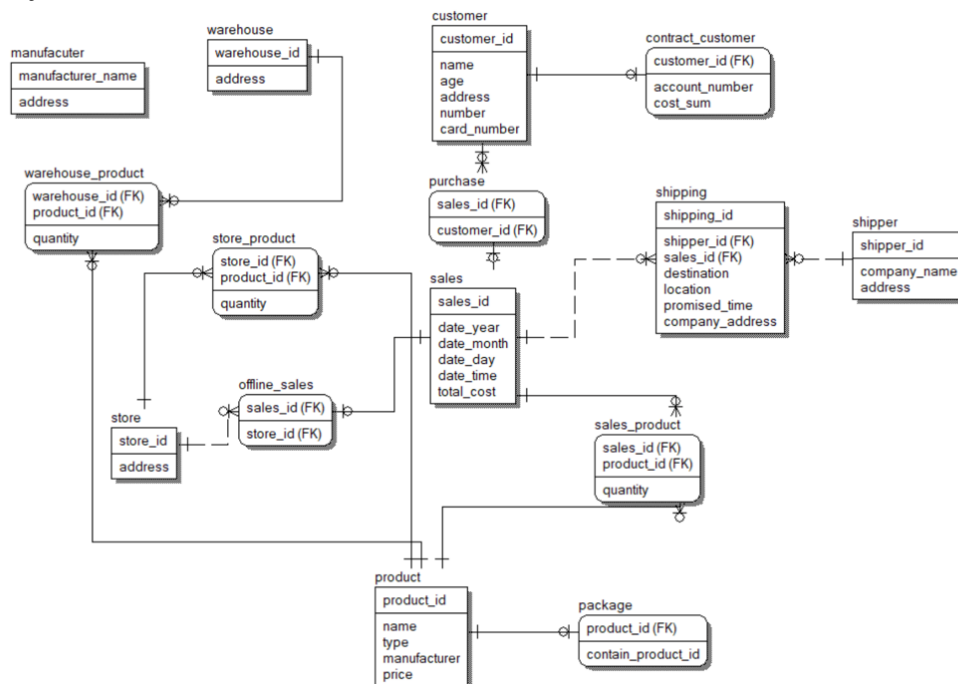 manufacuter
manufacturer_name
address
warehouse
warehouse_id
address
customer
customer_id
name
age
address
number
card_number
contract_customer
customer_id (FK)
account_number
cost_sum
warehouse_product
warehouse_id (FK)
product_id (FK)
quantity
purchase
sales_id (FK)
customer_id (FK)
shipping
shipping_id
shipper_id (FK)
sales_id (FK)
destination
location
promised_time
company_address
shipper
shipper_id
company_name
address
store_product
store_id (FK)
product_id (FK)
quantity
sales
sales_id
date_year
date_month
date_day
date_time
total_cost
offline_sales
sales_id (FK)
store_id (FK)
store
store_id
address
sales_product
sales_id (FK)
product_id (FK)
quantity
product
product_id
name
type
manufacturer
price
package
product_id (FK)
contain_product_id